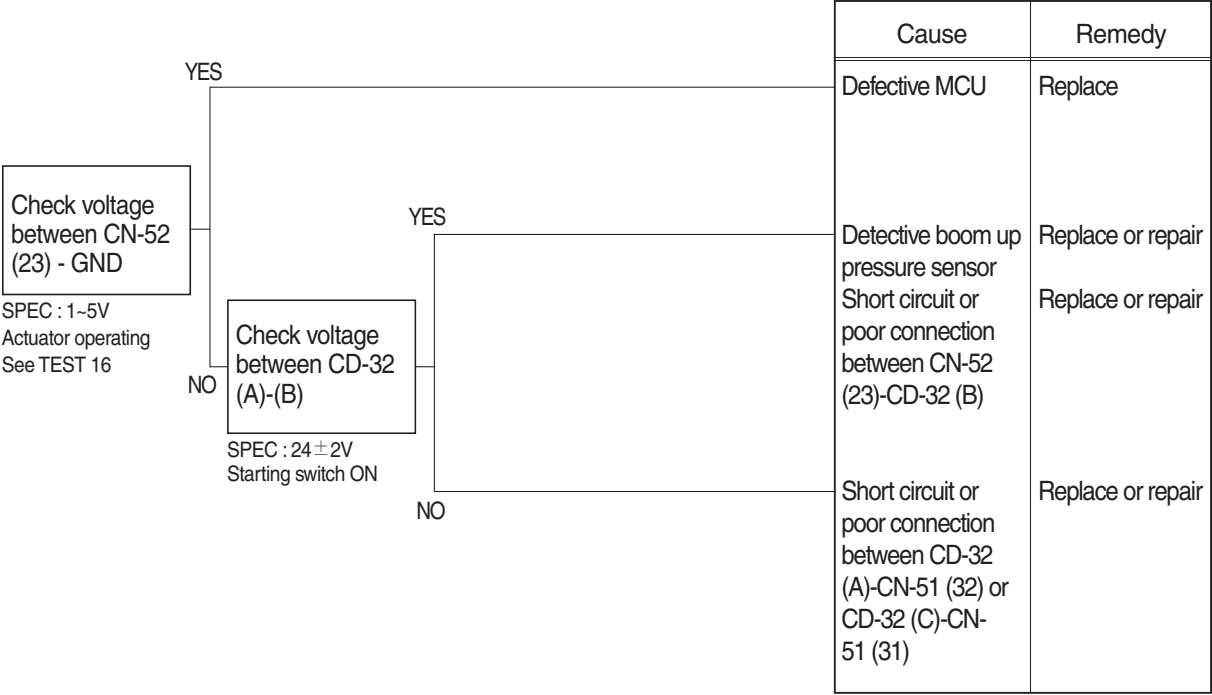 Cause
Remedy
YES
Defective MCU
Replace
Check voltage
between CN-52
(23) - GND
SPEC : 1~5V
Actuator operating
See TEST 16
NO
YES
Check voltage
between CD-32
(A)-(B)
SPEC : 24±2V
Starting switch ON
NO
Detective boom up
pressure sensor
Replace or repair
Short circuit or
poor connection
between CN-52
(23)-CD-32 (B)
Replace or repair
Short circuit or
poor connection
between CD-32
(A)-CN-51 (32) or
CD-32 (C)-CN-
51 (31)
Replace or repair